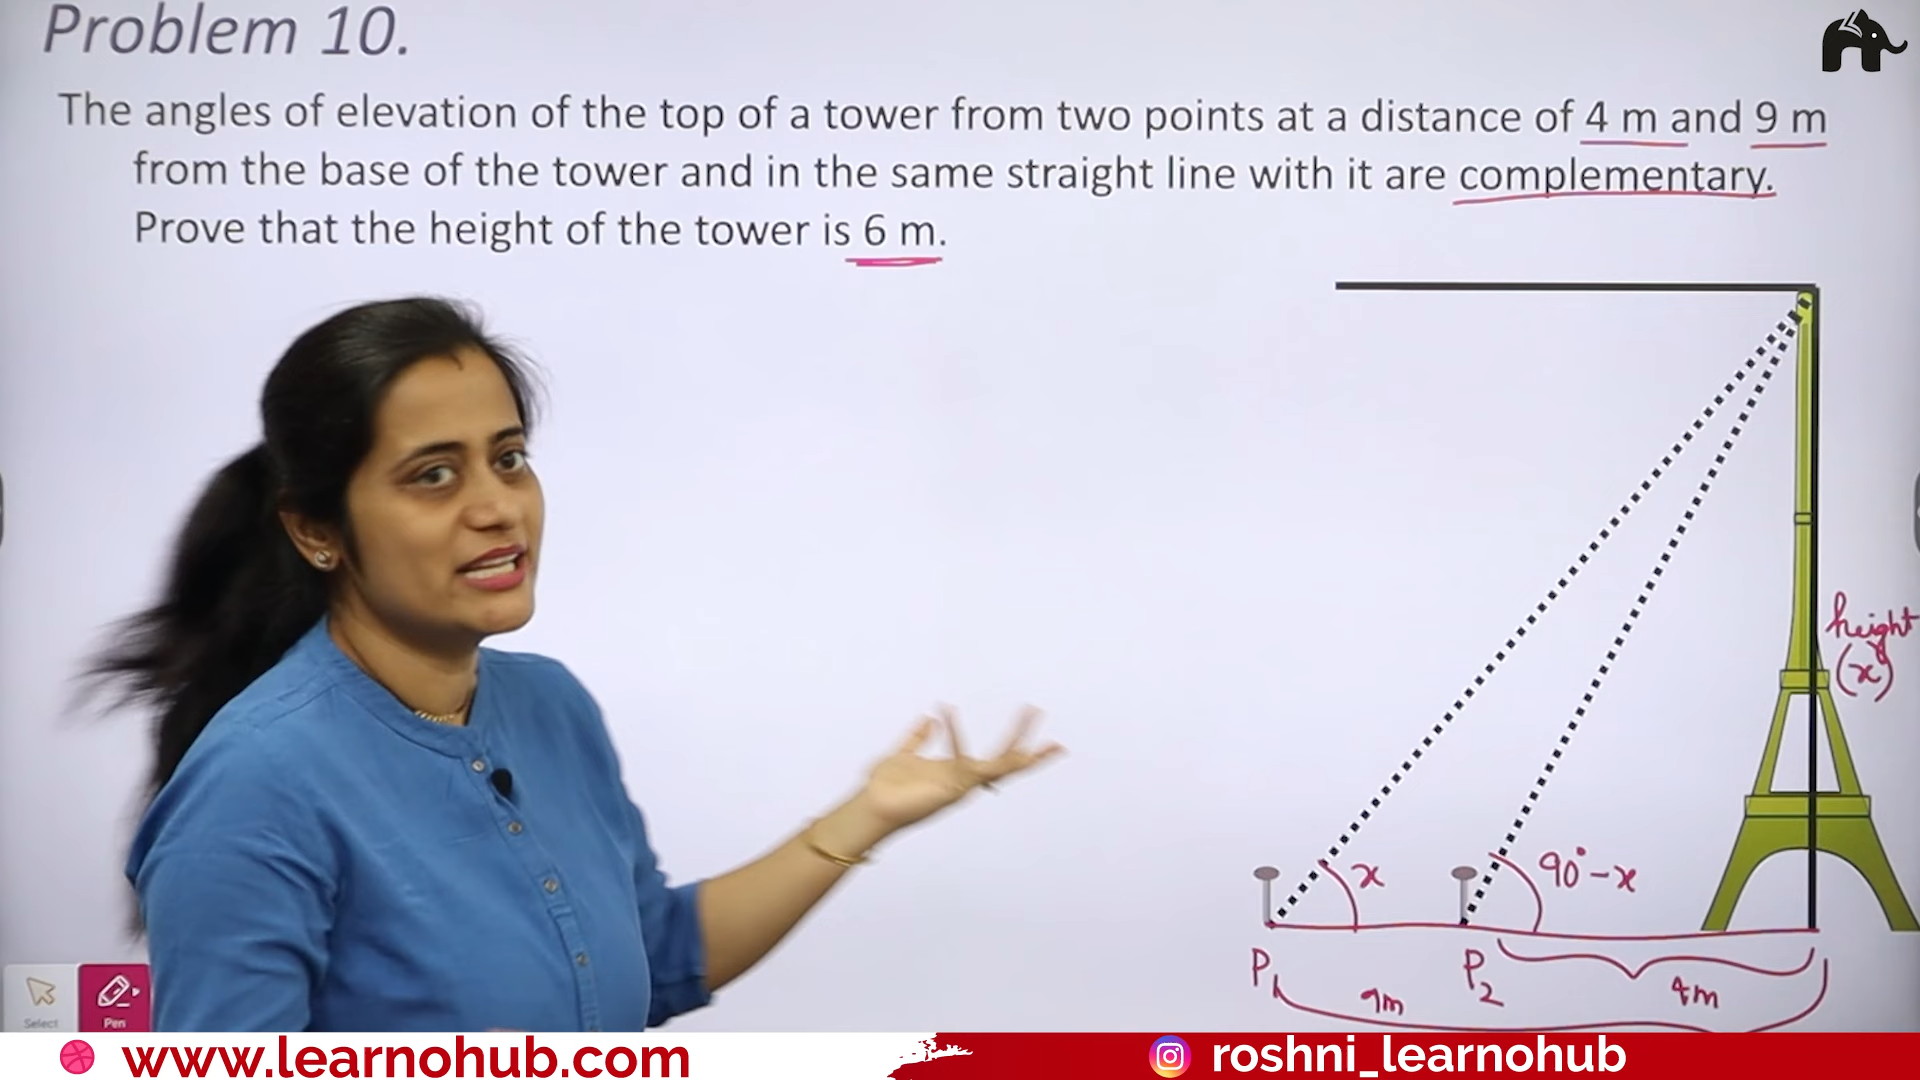 Problem 10.
The angles of elevation of the top of a tower from two points at a distance of 4 m and 9 m
from the base of the tower and in the same straight line with it are complementary.
Prove that the height of the tower is 6 m.
height
(x)
x
90° - x
P1
P2
9m
4m
Select
Pen
www.learnohub.com
roshni_learnohub